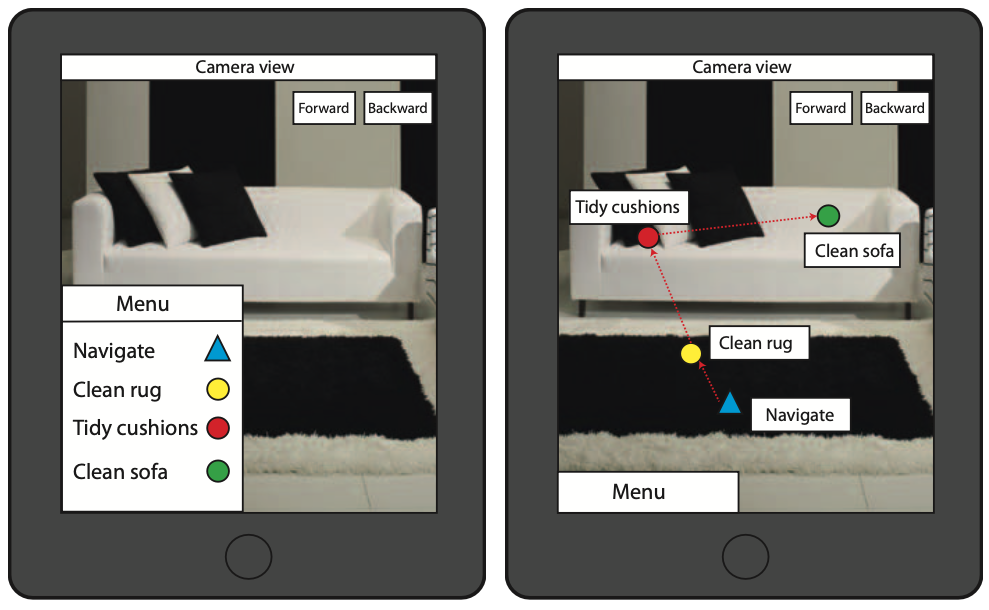 Camera view
Forward
Backward
Menu
Navigate
Clean rug
Tidy cushions
Clean sofa
Camera view
Forward
Backward
Tidy cushions
Clean sofa
Clean rug
Navigate
Menu